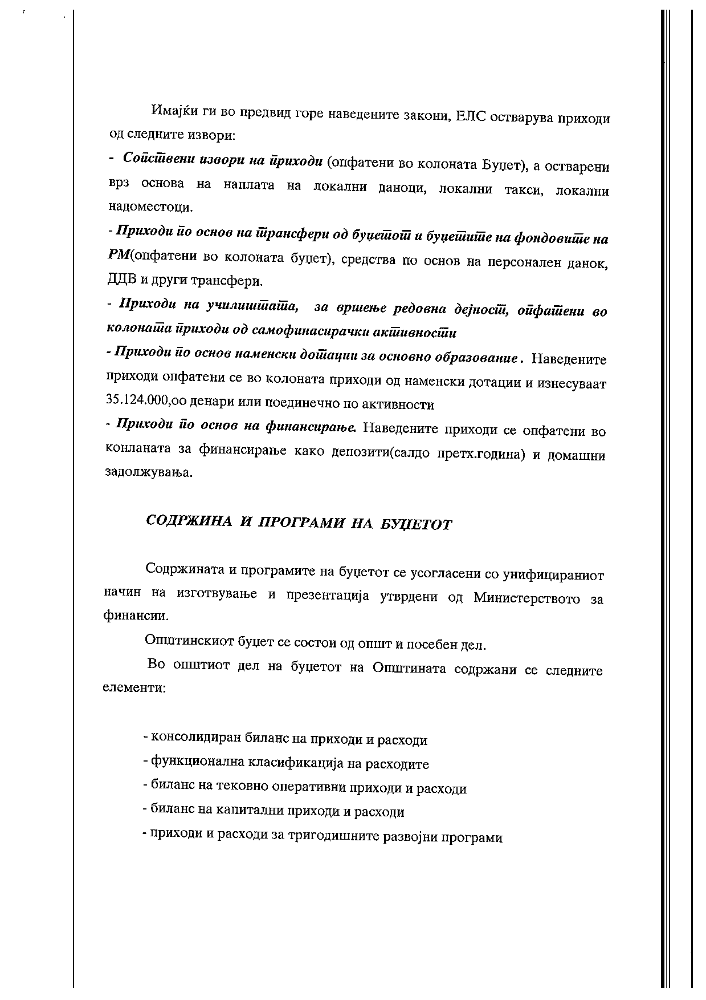 Имајќи ги во предвид горе наведените закони, ЕЛС остварува приходи
од следните извори:
- Сопствени извори на приходи (опфатени во колоната Буџет), а остварени
врз основа на наплата на локални даноци, локални такси, локални
надоместоци.
- Приходи по основ на трансфери од буџетот и буџетите на фондовите на
РМ(опфатени во колоната буџет), средства по основ на персонален данок,
ДДВ и други трансфери.
- Приходи на училиштата, за вршење редовна дејност, опфатени во
колоната приходи од самофинасирачки активности
- Приходи по основ наменски дотации за основно образование. Наведените
приходи опфатени се во колоната приходи од наменски дотации и изнесуваат
35.124.000,оо денари или поединечно по активности
- Приходи по основ на финансирање. Наведените приходи се опфатени во
конланата за финансирање како депозити(салдо претх.година) и домашни
задолжувања.
СОДРЖИНА И ПРОГРАМИ НА БУЏЕТОТ
Содржината и програмите на буџетот се усогласени со унифицираниот
начин на изготвување и презентација утврдени од Министерството за
финансии.
Општинскиот буџет се состои од општ и посебен дел.
Во општиот дел на буџетот на Општината содржани се следните
елементи:
- консолидиран биланс на приходи и расходи
- функционална класификација на расходите
- биланс на тековно оперативни приходи и расходи
- биланс на капитални приходи и расходи
- приходи и расходи за тригодишните развојни програми